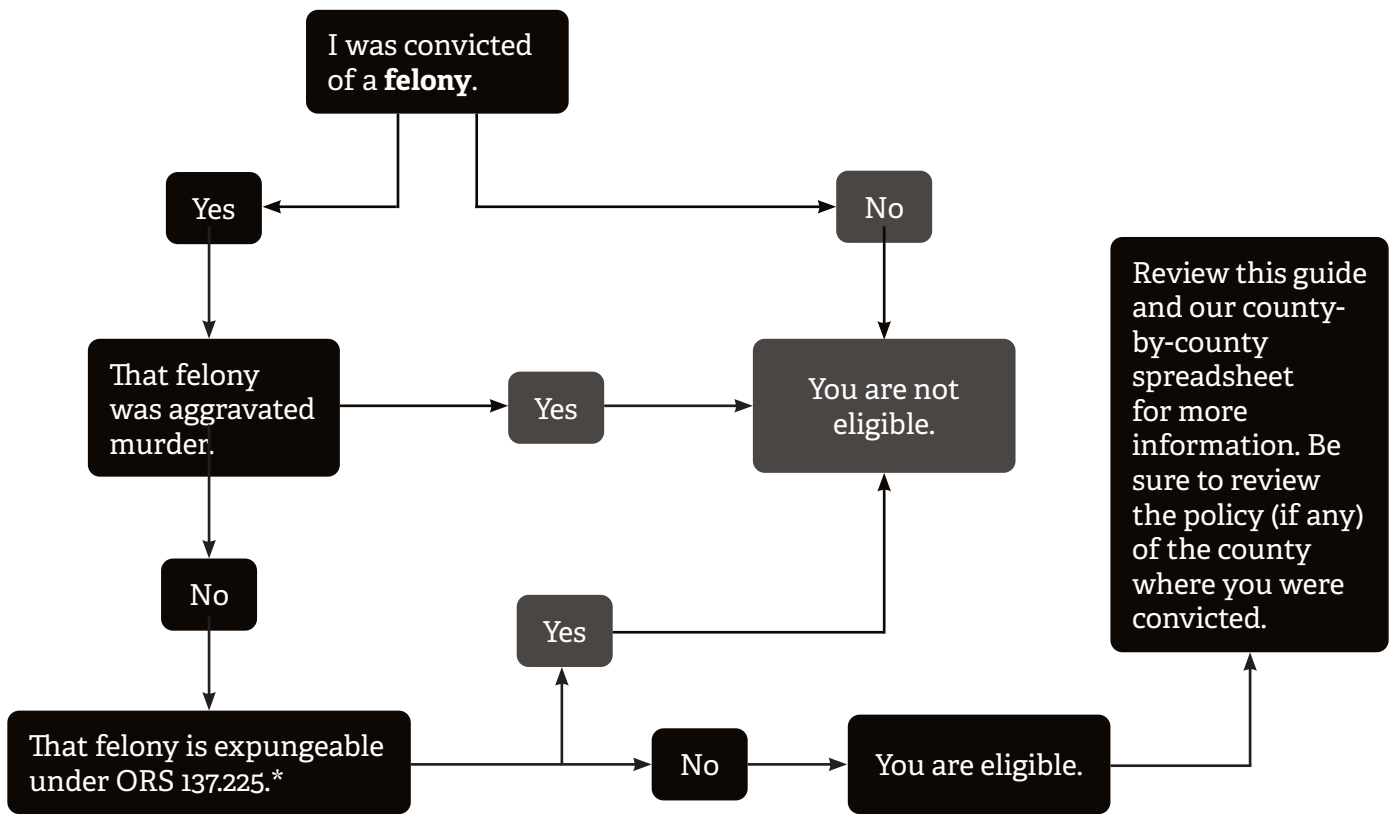 I was convicted
of a felony.
Yes
No
That felony
was aggravated
murder.
Yes
You are not
eligible.
Review this guide
and our county-
by-county
spreadsheet
for more
information. Be
sure to review
the policy (if any)
of the county
where you were
convicted.
No
Yes
That felony is expungeable
under ORS 137.225.*
No
You are eligible.